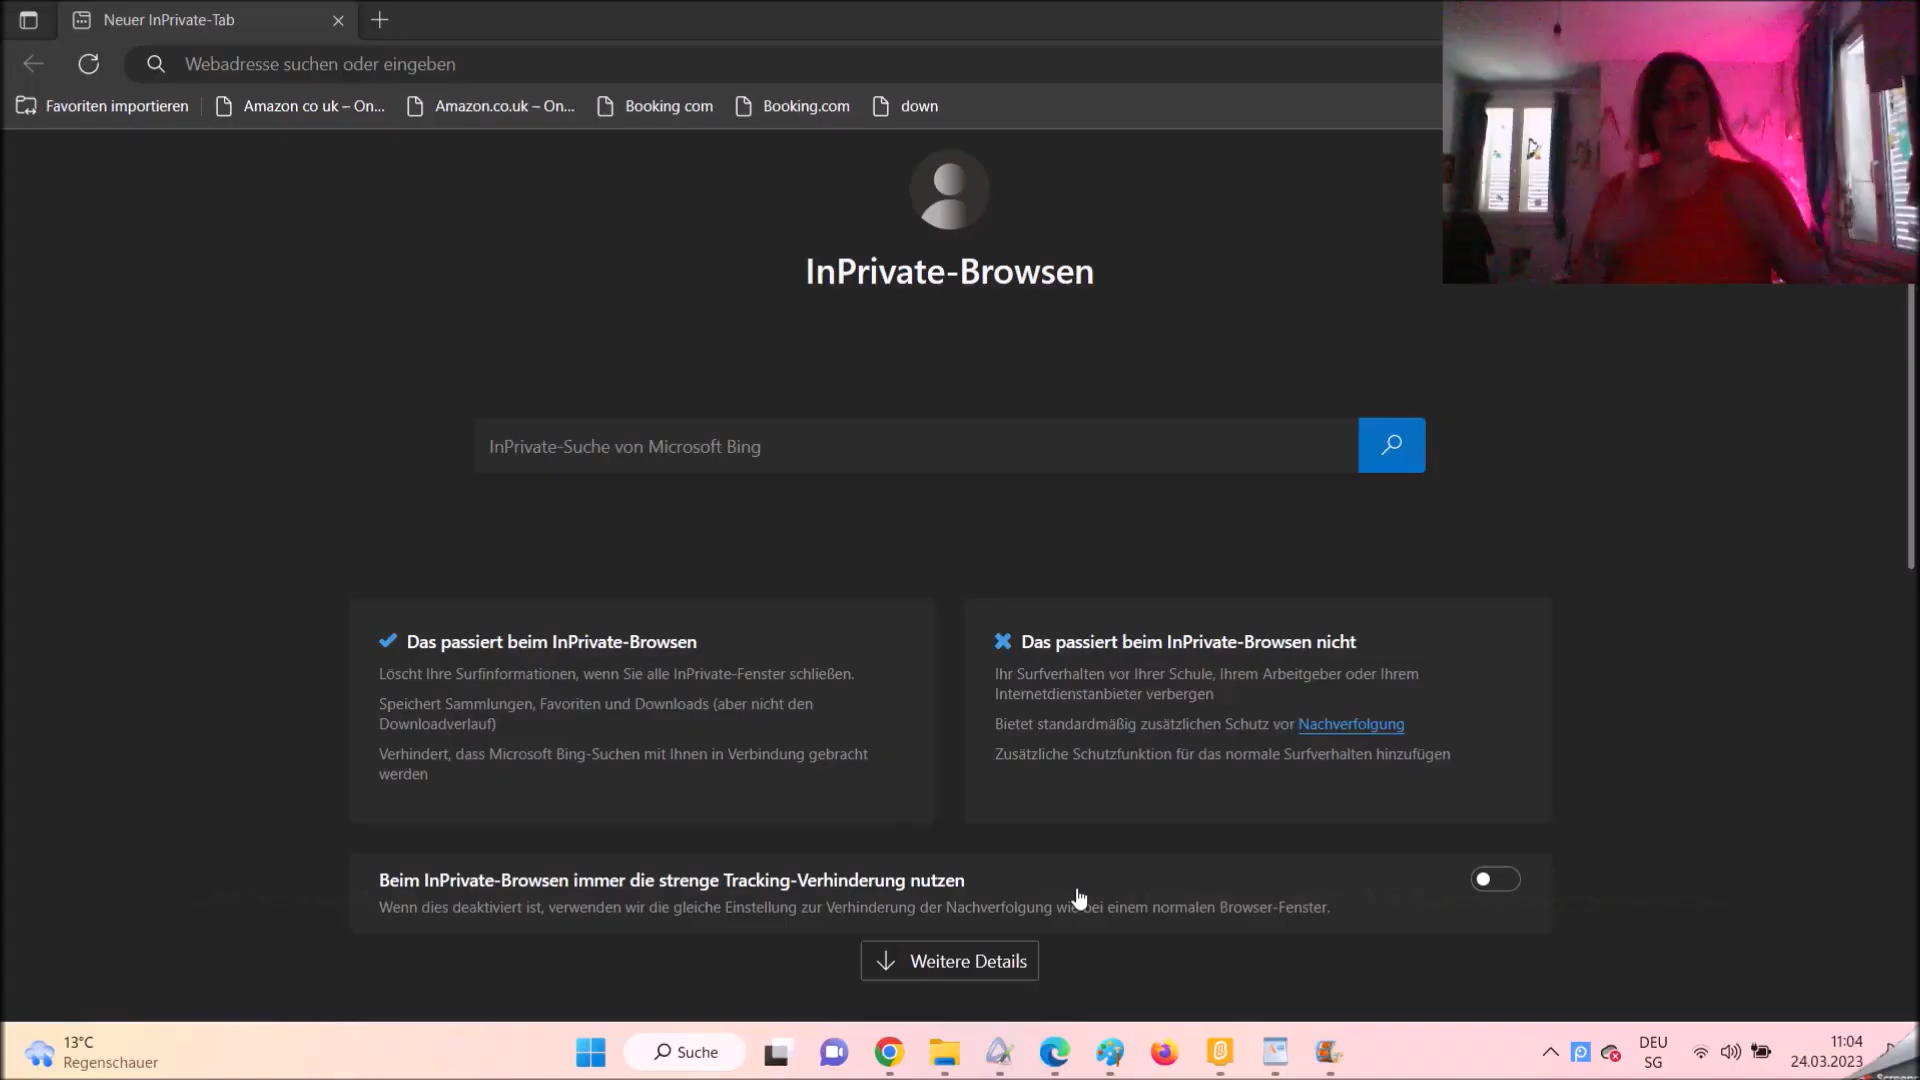 Neuer InPrivate-Tab
Webadresse suchen oder eingeben
Favoriten importieren
Amazon co uk – On...
Amazon.co.uk – On...
Booking com
Booking.com
down
InPrivate-Browsen
InPrivate-Suche von Microsoft Bing
Das passiert beim InPrivate-Browsen
Löscht Ihre Surfinformationen, wenn Sie alle InPrivate-Fenster schließen.
Speichert Sammlungen, Favoriten und Downloads (aber nicht den
Downloadverlauf)
Verhindert, dass Microsoft Bing-Suchen mit Ihnen in Verbindung gebracht
werden
Das passiert beim InPrivate-Browsen nicht
Ihr Surfverhalten vor Ihrer Schule, Ihrem Arbeitgeber oder Ihrem
Internetdienstanbieter verbergen
Bietet standardmäßig zusätzlichen Schutz vor Nachverfolgung
Zusätzliche Schutzfunktion für das normale Surfverhalten hinzufügen
Beim InPrivate-Browsen immer die strenge Tracking-Verhinderung nutzen
Wenn dies deaktiviert ist, verwenden wir die gleiche Einstellung zur Verhinderung der Nachverfolgung wie bei einem normalen Browser-Fenster.
Weitere Details
13°C
Regenschauer
Suche
DEU
SG
11:04
24.03.2023